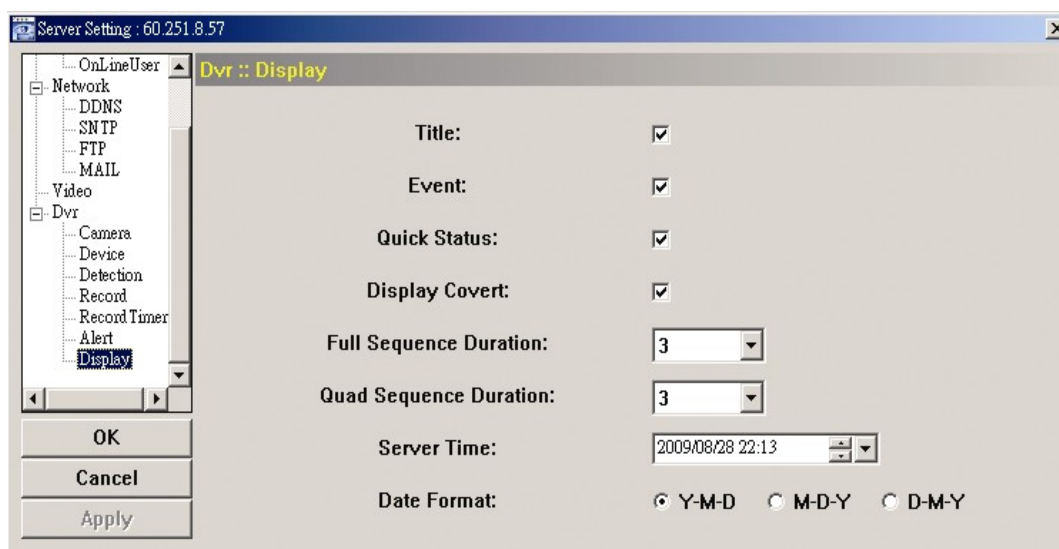 Server Setting : 60.251.8.57
OnLineUser
Network
DDNS
SNTP
FTP
MAIL
Video
Dvr
Camera
Device
Detection
Record
Record Timer
Alert
Display
OK
Cancel
Apply
Dvr :: Display
Title:
Event:
Quick Status:
Display Covert:
Full Sequence Duration: 3
Quad Sequence Duration: 3
Server Time: 2009/08/28 22:13
Date Format: Y-M-D M-D-Y D-M-Y